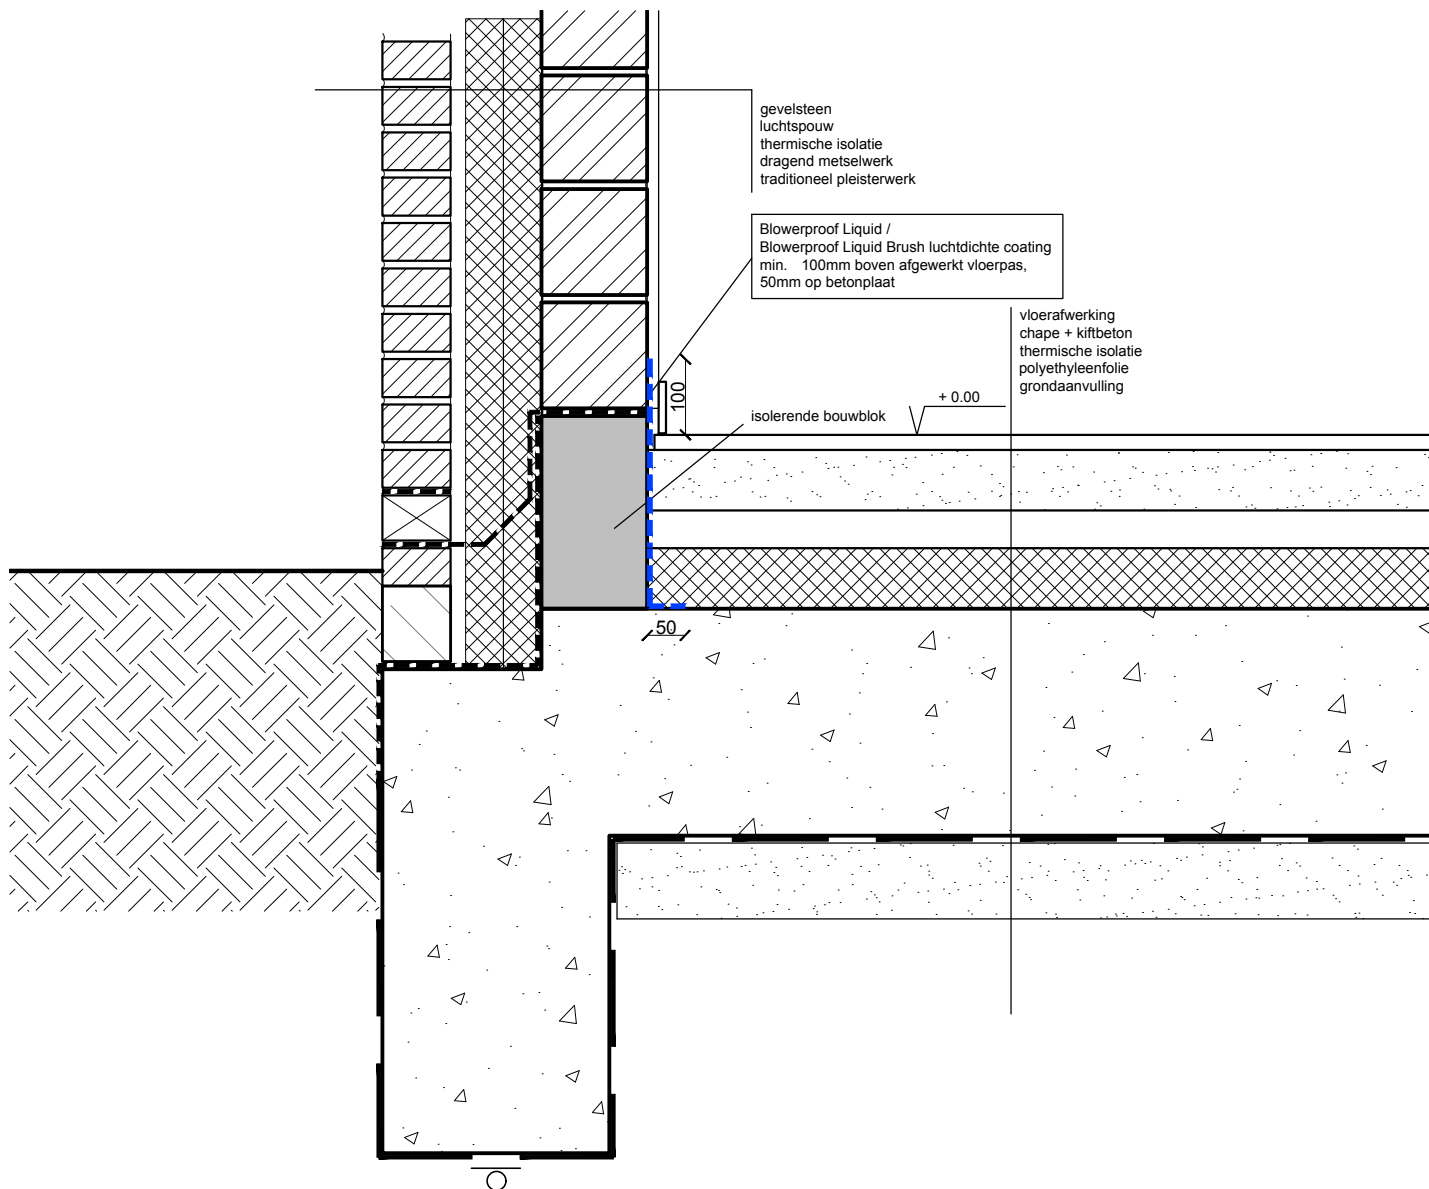 gevelsteen
luchtspouw
thermische isolatie
dragend metselwerk
traditioneel pleisterwerk
Blowerproof Liquid /
Blowerproof Liquid Brush luchtdichte coating
min. 100mm boven afgewerkt vloerpas,
50mm op betonplaat
vloerafwerking
chape + kiftbeton
thermische isolatie
polyethyleenfolie
grondaanvulling
100
+ 0.00
isolerende bouwblok
50